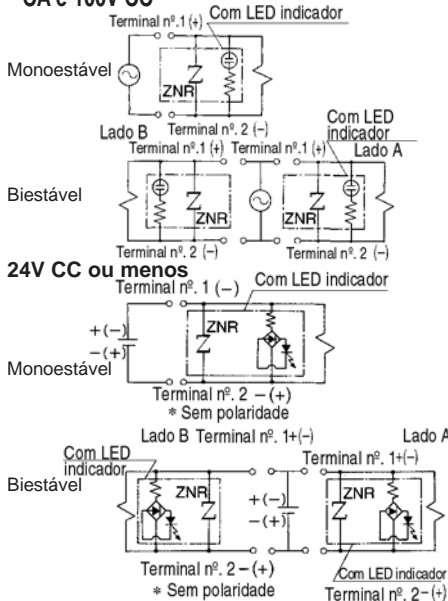 CA e 100V CC
Terminal nº.1 (+) Com LED indicador
Monoestável
ZNR
Terminal nº. 2 (−)
Com LED
indicador
Lado B
Terminal nº.1 (+) Terminal nº.1 (+) Lado A
Biestável
ZNR ZNR
Terminal nº. 2 (−) Terminal nº. 2 (−)
24V CC ou menos
Com LED indicador
Terminal nº. 1 (−)
ZNR
+(−)
−(+)
Monoestável
Terminal nº. 2 −(+)
* Sem polaridade
Lado B Terminal nº. 1+(−) Lado A
Com LED
indicador
Terminal nº. 1+(−)
Biestável
ZNR ZNR
+(−)
−(+)
Terminal nº. 2−(+)
* Sem polaridade
Com LED indicador
Terminal nº. 2−(+)